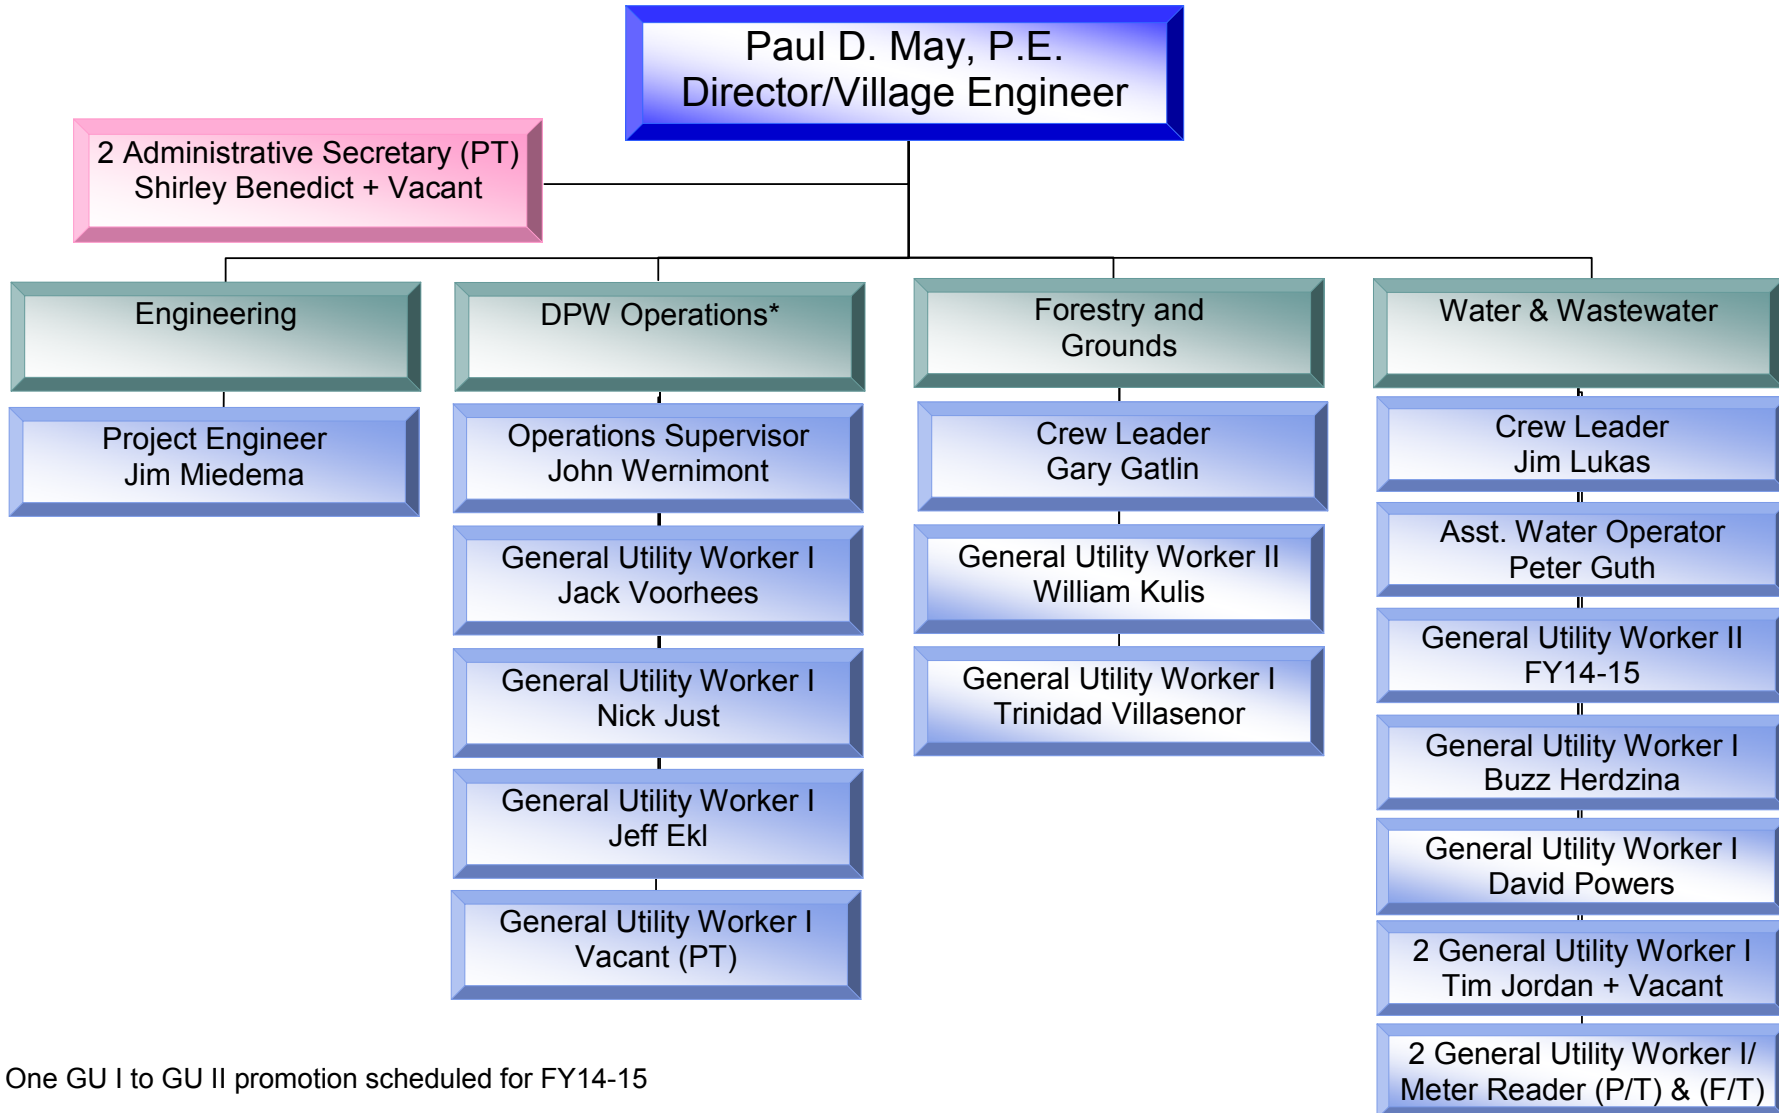 Paul D. May, P.E.
Director/Village Engineer
2 Administrative Secretary (PT)
Shirley Benedict + Vacant
Engineering
Project Engineer
Jim Miedema
DPW Operations*
Operations Supervisor
John Wernimont
General Utility Worker I
Jack Voorhees
General Utility Worker I
Nick Just
General Utility Worker I
Jeff Ekl
General Utility Worker I
Vacant (PT)
Forestry and
Grounds
Crew Leader
Gary Gatlin
General Utility Worker II
William Kulis
General Utility Worker I
Trinidad Villasenor
Water & Wastewater
Crew Leader
Jim Lukas
Asst. Water Operator
Peter Guth
General Utility Worker II
FY14-15
General Utility Worker I
Buzz Herdzina
General Utility Worker I
David Powers
2 General Utility Worker I
Tim Jordan + Vacant
2 General Utility Worker I/
Meter Reader (P/T) & (F/T)
One GU I to GU II promotion scheduled for FY14-15